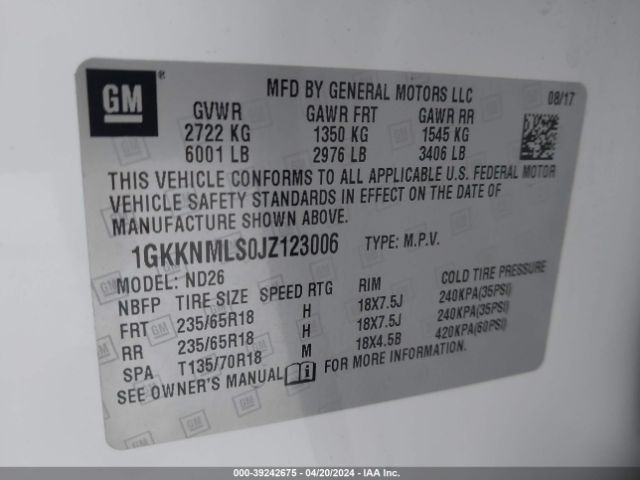 GM ®
MFD BY GENERAL MOTORS LLC 08/17
GVWR GAWR FRT GAWR RR
2722 KG 1350 KG 1545 KG
6001 LB 2976 LB 3406 LB
THIS VEHICLE CONFORMS TO ALL APPLICABLE U.S. FEDERAL MOTOR
VEHICLE SAFETY STANDARDS IN EFFECT ON THE DATE OF
MANUFACTURE SHOWN ABOVE.
1GKKNMLS0JZ123006 TYPE: M.P.V.
MODEL: ND26
NBFP TIRE SIZE SPEED RTG RIM COLD TIRE PRESSURE
FRT 235/65R18 H 18X7.5J 240KPA(35PSI)
RR 235/65R18 H 18X7.5J 240KPA(35PSI)
SPA T135/70R18 M 18X4.5B 420KPA(60PSI)
SEE OWNER'S MANUAL i FOR MORE INFORMATION.
000-39242675 - 04/20/2024 - IAA Inc.